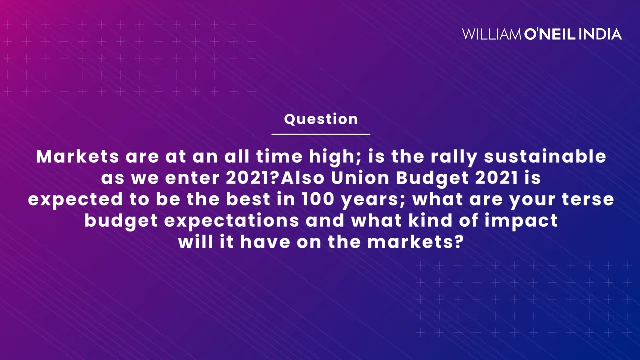 WILLIAM O'NEIL INDIA
Question
Markets are at an all time high; is the rally sustainable
as we enter 2021?Also Union Budget 2021 is
expected to be the best in 100 years; what are your terse
budget expectations and what kind of impact
will it have on the markets?